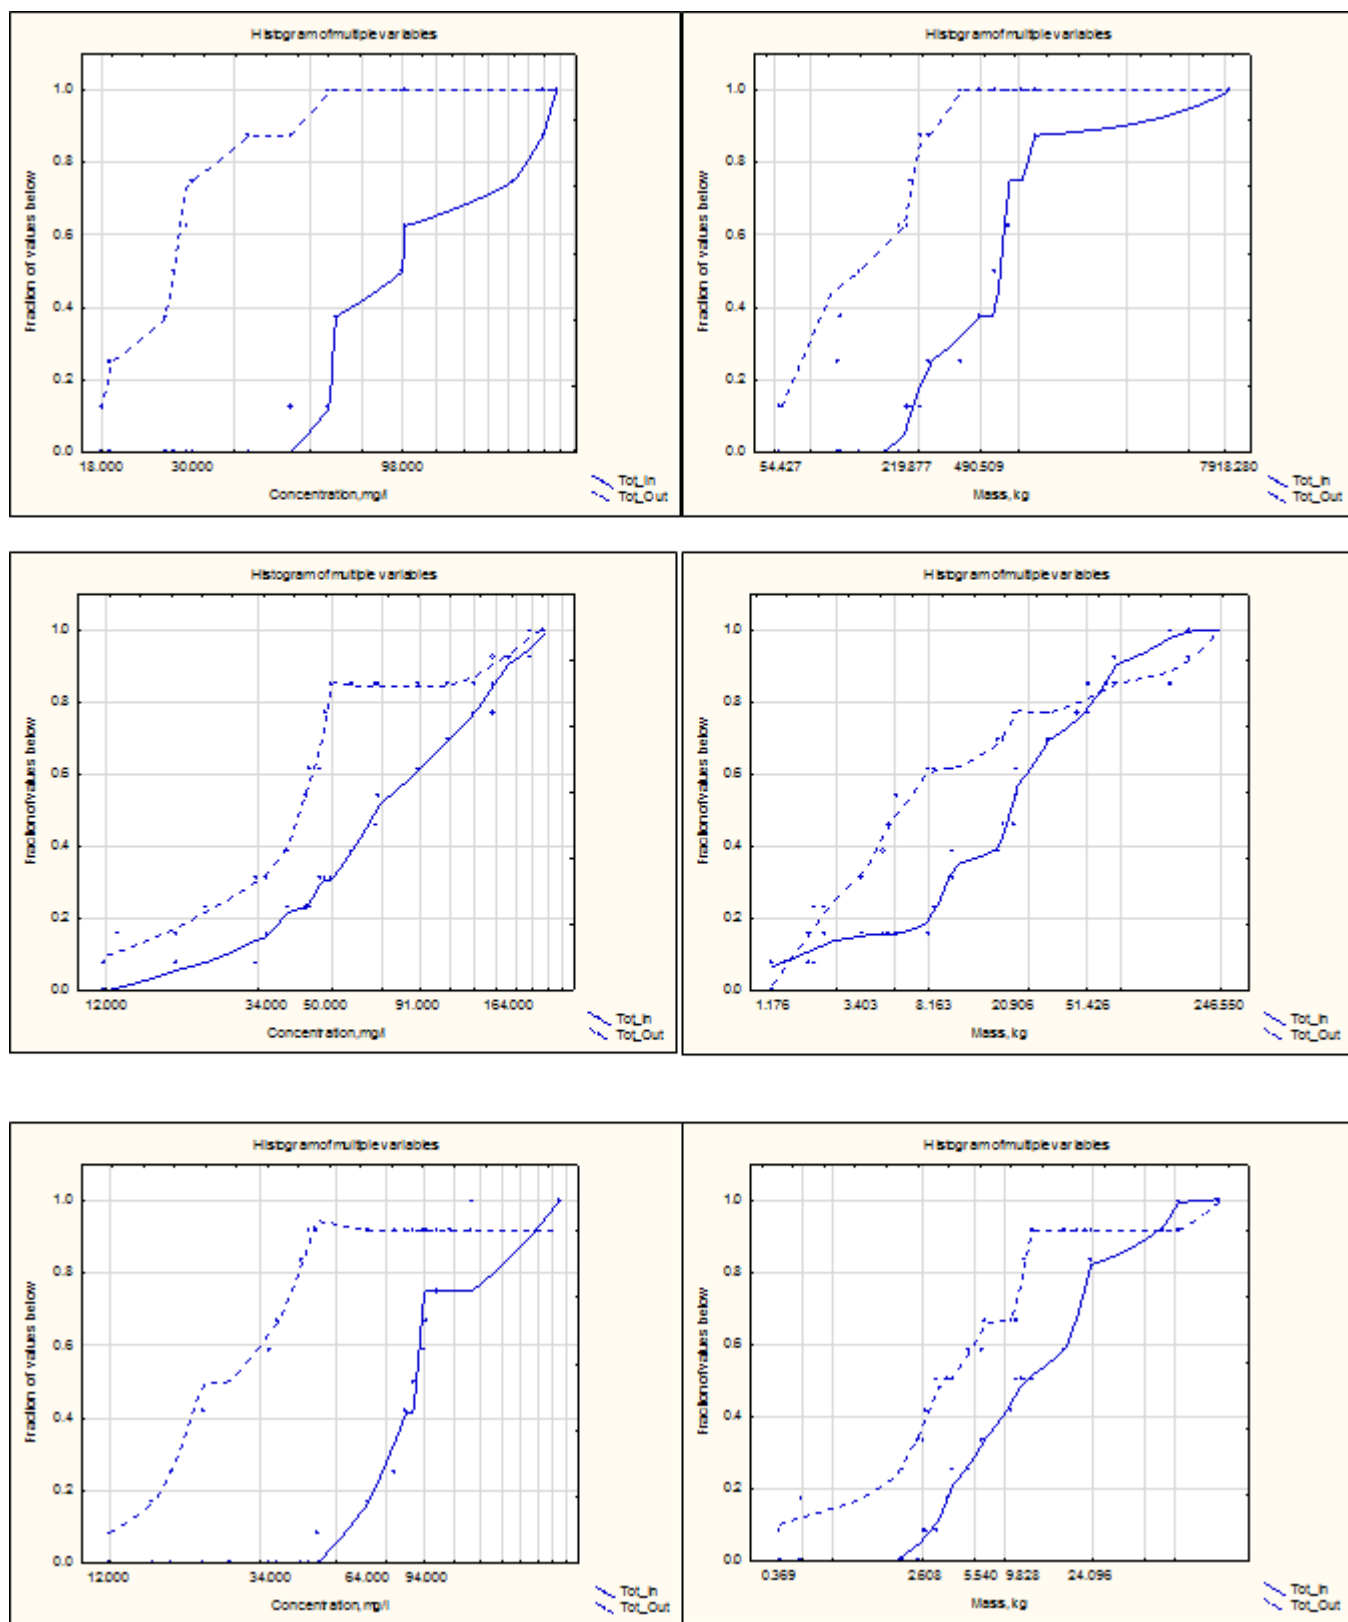 Histogram of multiple variables
Fraction of values below
1.0
0.8
0.6
0.4
0.2
0.0
18.000 30.000 98.000
Concentration, mg/l
Tot_In
Tot_Out
Histogram of multiple variables
Fraction of values below
1.0
0.8
0.6
0.4
0.2
0.0
54.427 219.877 490.509 7918.280
Mass, kg
Tot_In
Tot_Out
Histogram of multiple variables
Fraction of values below
1.0
0.8
0.6
0.4
0.2
0.0
12.000 34.000 50.000 91.000 164.000
Concentration, mg/l
Tot_In
Tot_Out
Histogram of multiple variables
Fraction of values below
1.0
0.8
0.6
0.4
0.2
0.0
1.176 3.403 8.163 20.906 51.426 246.550
Mass, kg
Tot_In
Tot_Out
Histogram of multiple variables
Fraction of values below
1.0
0.8
0.6
0.4
0.2
0.0
12.000 34.000 64.000 94.000
Concentration, mg/l
Tot_In
Tot_Out
Histogram of multiple variables
Fraction of values below
1.0
0.8
0.6
0.4
0.2
0.0
0.369 2.608 5.540 9.828 24.096
Mass, kg
Tot_In
Tot_Out